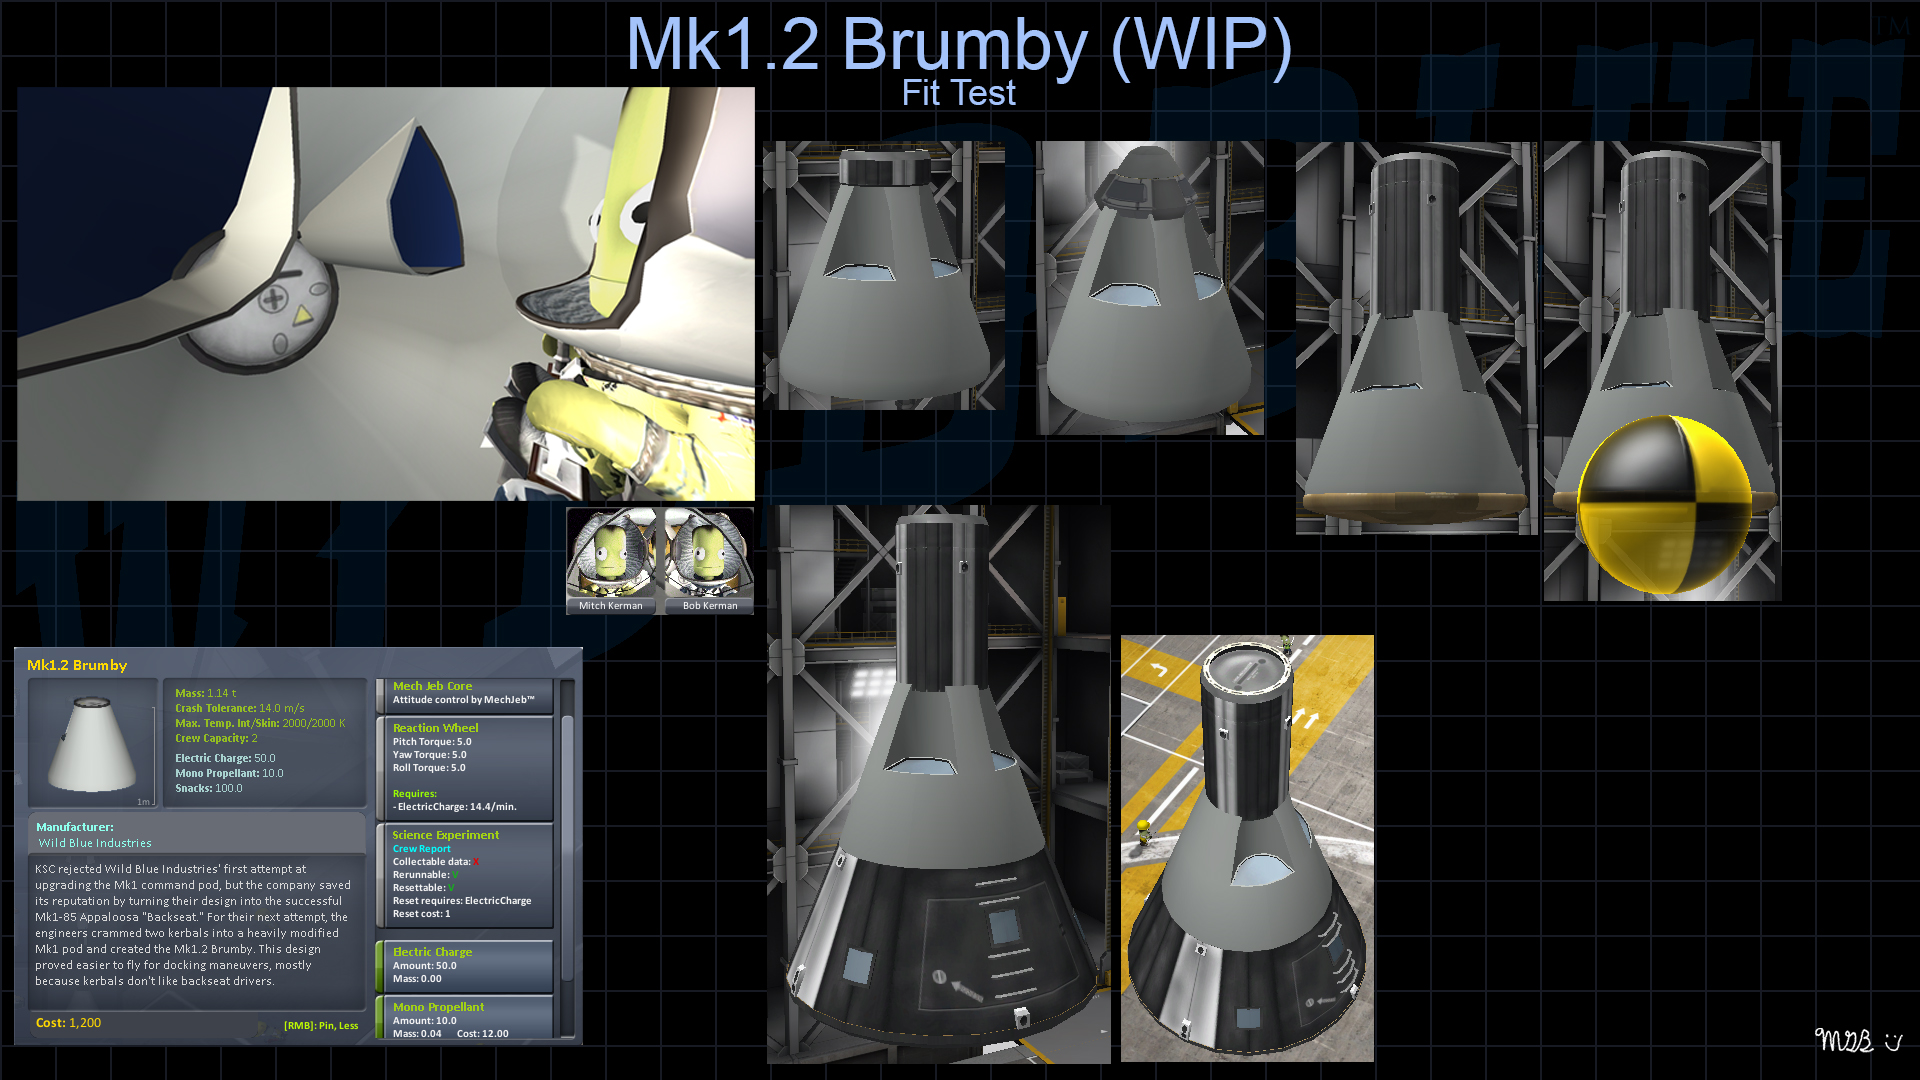 Mk1.2 Brumby (WIP)
Fit Test
TM
Mitch Kerman
Bob Kerman
Mk1.2 Brumby
1m
Mass: 1.14 t
Crash Tolerance: 14.0 m/s
Max. Temp. Int/Skin: 2000/2000 K
Crew Capacity: 2
Electric Charge: 50.0
Mono Propellant: 10.0
Snacks: 100.0
Manufacturer:
Wild Blue Industries
KSC rejected Wild Blue Industries' first attempt at
upgrading the Mk1 command pod, but the company saved
its reputation by turning their design into the successful
Mk1-85 Appaloosa "Backseat." For their next attempt, the
engineers crammed two kerbals into a heavily modified
Mk1 pod and created the Mk1.2 Brumby. This design
proved easier to fly for docking maneuvers, mostly
because kerbals don't like backseat drivers.
Cost: 1,200
[RMB]: Pin, Less
Mech Jeb Core
Attitude control by MechJeb™
Reaction Wheel
Pitch Torque: 5.0
Yaw Torque: 5.0
Roll Torque: 5.0
Requires:
- ElectricCharge: 14.4/min.
Science Experiment
Crew Report
Collectable data: X
Rerunnable: V
Resettable: V
Reset requires: ElectricCharge
Reset cost: 1
Electric Charge
Amount: 50.0
Mass: 0.00
Mono Propellant
Amount: 10.0
Mass: 0.04 Cost: 12.00